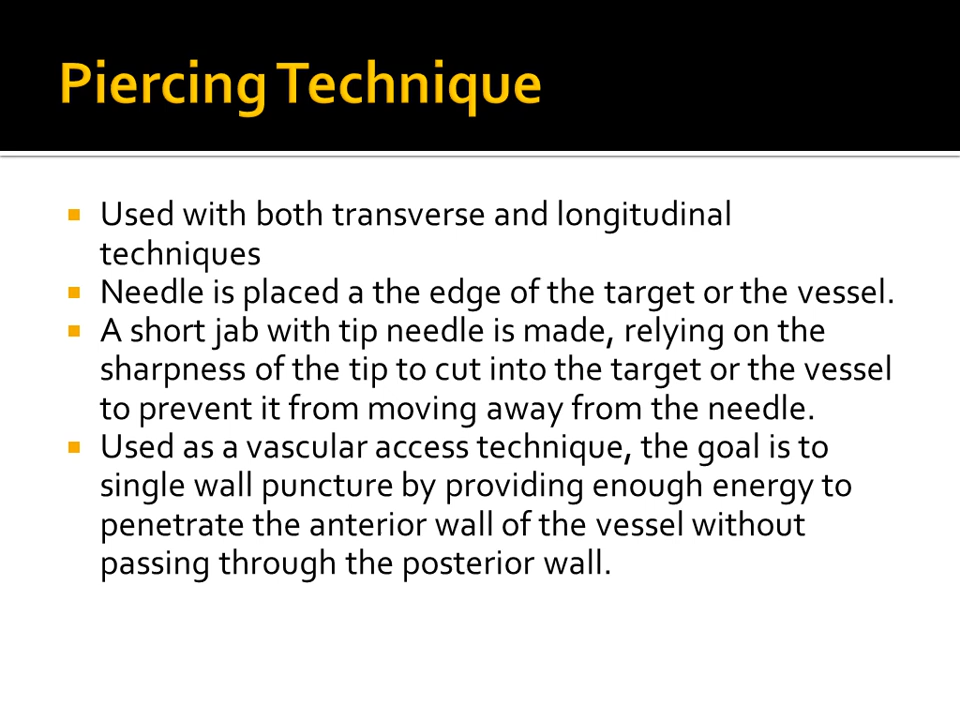 Piercing Technique
Used with both transverse and longitudinal
techniques
Needle is placed a the edge of the target or the vessel.
A short jab with tip needle is made, relying on the
sharpness of the tip to cut into the target or the vessel
to prevent it from moving away from the needle.
Used as a vascular access technique, the goal is to
single wall puncture by providing enough energy to
penetrate the anterior wall of the vessel without
passing through the posterior wall.